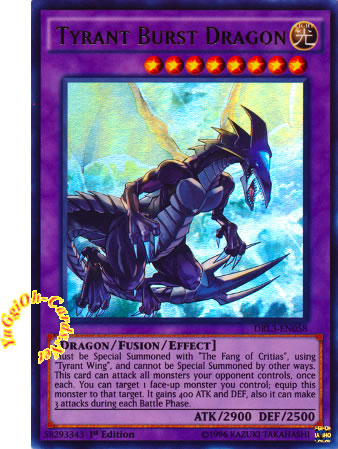 TYRANT BURST DRAGON
LIGHT
光
YuGgiOh-Cards.net
DRL3-EN058
[DRAGON/FUSION/EFFECT]
Must be Special Summoned with "The Fang of Critias", using
"Tyrant Wing", and cannot be Special Summoned by other ways.
This card can attack all monsters your opponent controls, once
each. You can target 1 face-up monster you control; equip this
monster to that target. It gains 400 ATK and DEF, also it can make
3 attacks during each Battle Phase.
ATK/2900 DEF/2500
58293343 1st Edition ©1996 KAZUKI TAKAHASHI